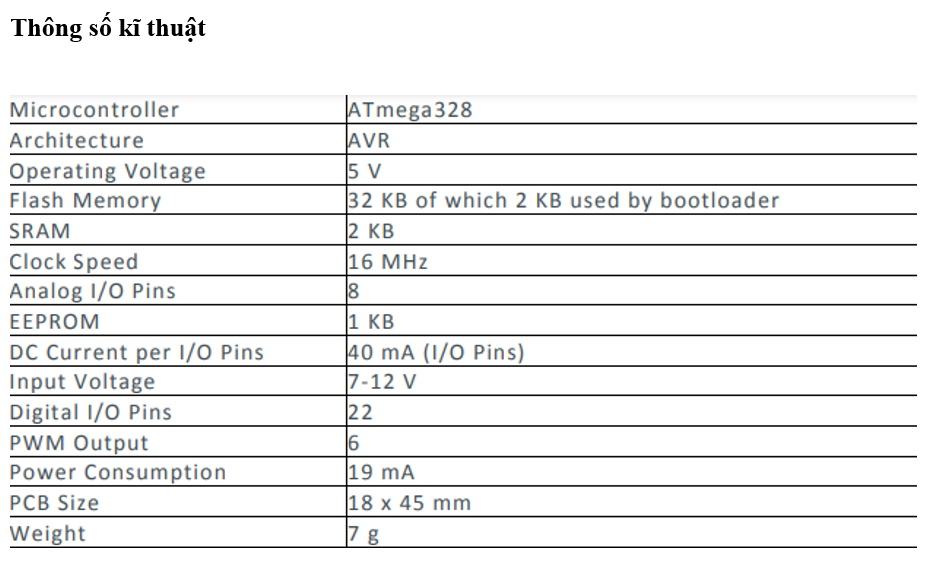 Thông số kĩ thuật
Microcontroller ATmega328
Architecture AVR
Operating Voltage 5 V
Flash Memory 32 KB of which 2 KB used by bootloader
SRAM 2 KB
Clock Speed 16 MHz
Analog I/O Pins 8
EEPROM 1 KB
DC Current per I/O Pins 40 mA (I/O Pins)
Input Voltage 7-12 V
Digital I/O Pins 22
PWM Output 6
Power Consumption 19 mA
PCB Size 18 x 45 mm
Weight 7 g